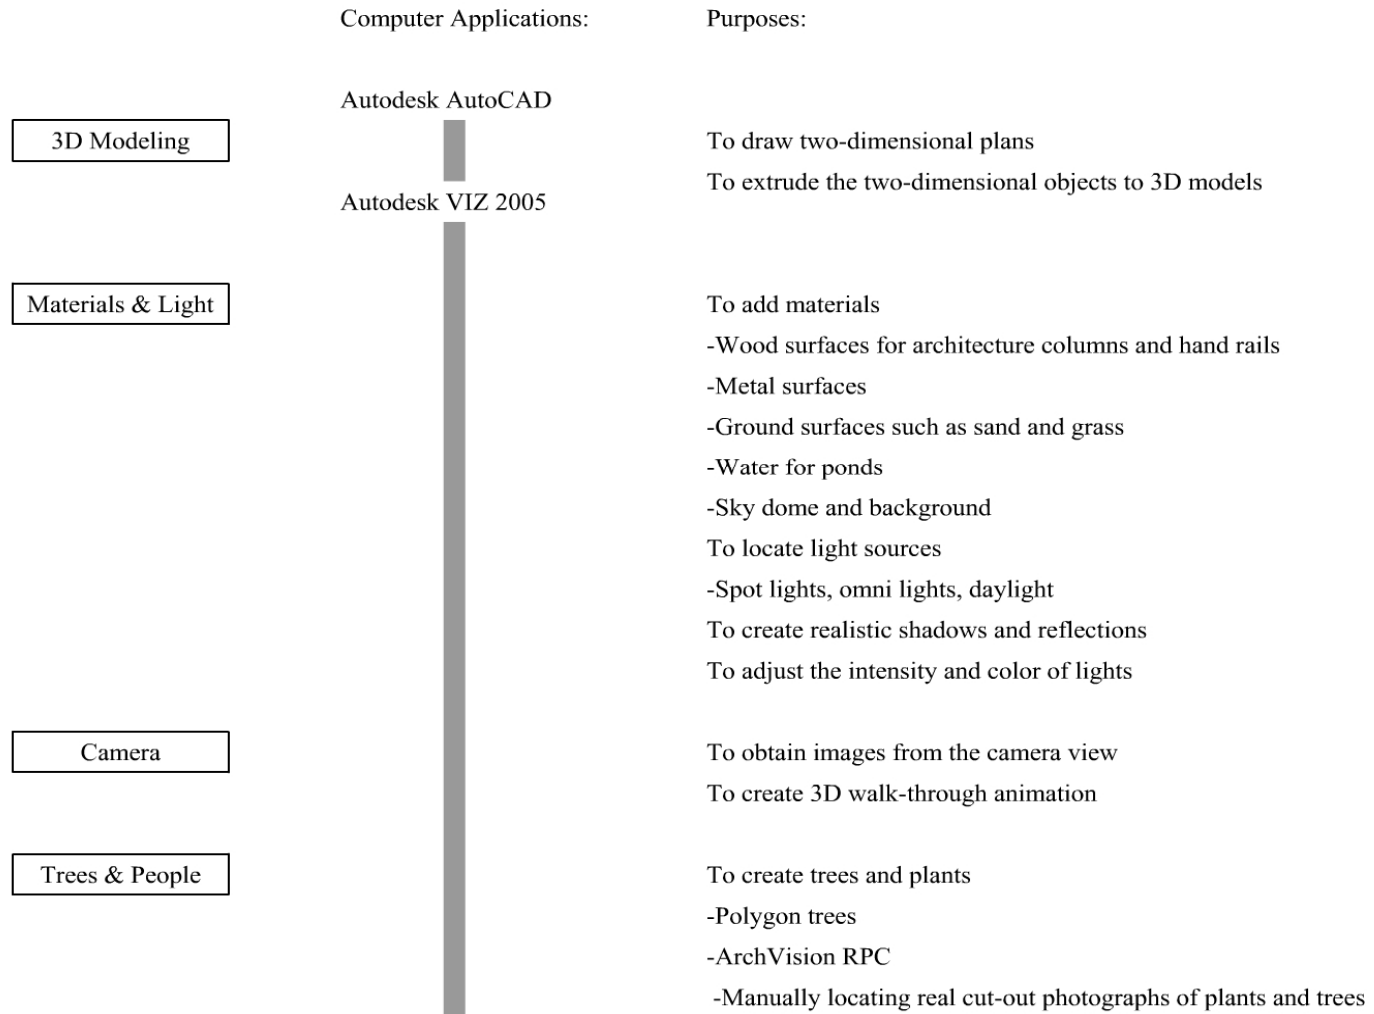 Computer Applications: Purposes:
Autodesk AutoCAD
3D Modeling To draw two-dimensional plans
To extrude the two-dimensional objects to 3D models
Autodesk VIZ 2005
Materials & Light To add materials
-Wood surfaces for architecture columns and hand rails
-Metal surfaces
-Ground surfaces such as sand and grass
-Water for ponds
-Sky dome and background
To locate light sources
-Spot lights, omni lights, daylight
To create realistic shadows and reflections
To adjust the intensity and color of lights
Camera To obtain images from the camera view
To create 3D walk-through animation
Trees & People To create trees and plants
-Polygon trees
-ArchVision RPC
-Manually locating real cut-out photographs of plants and trees